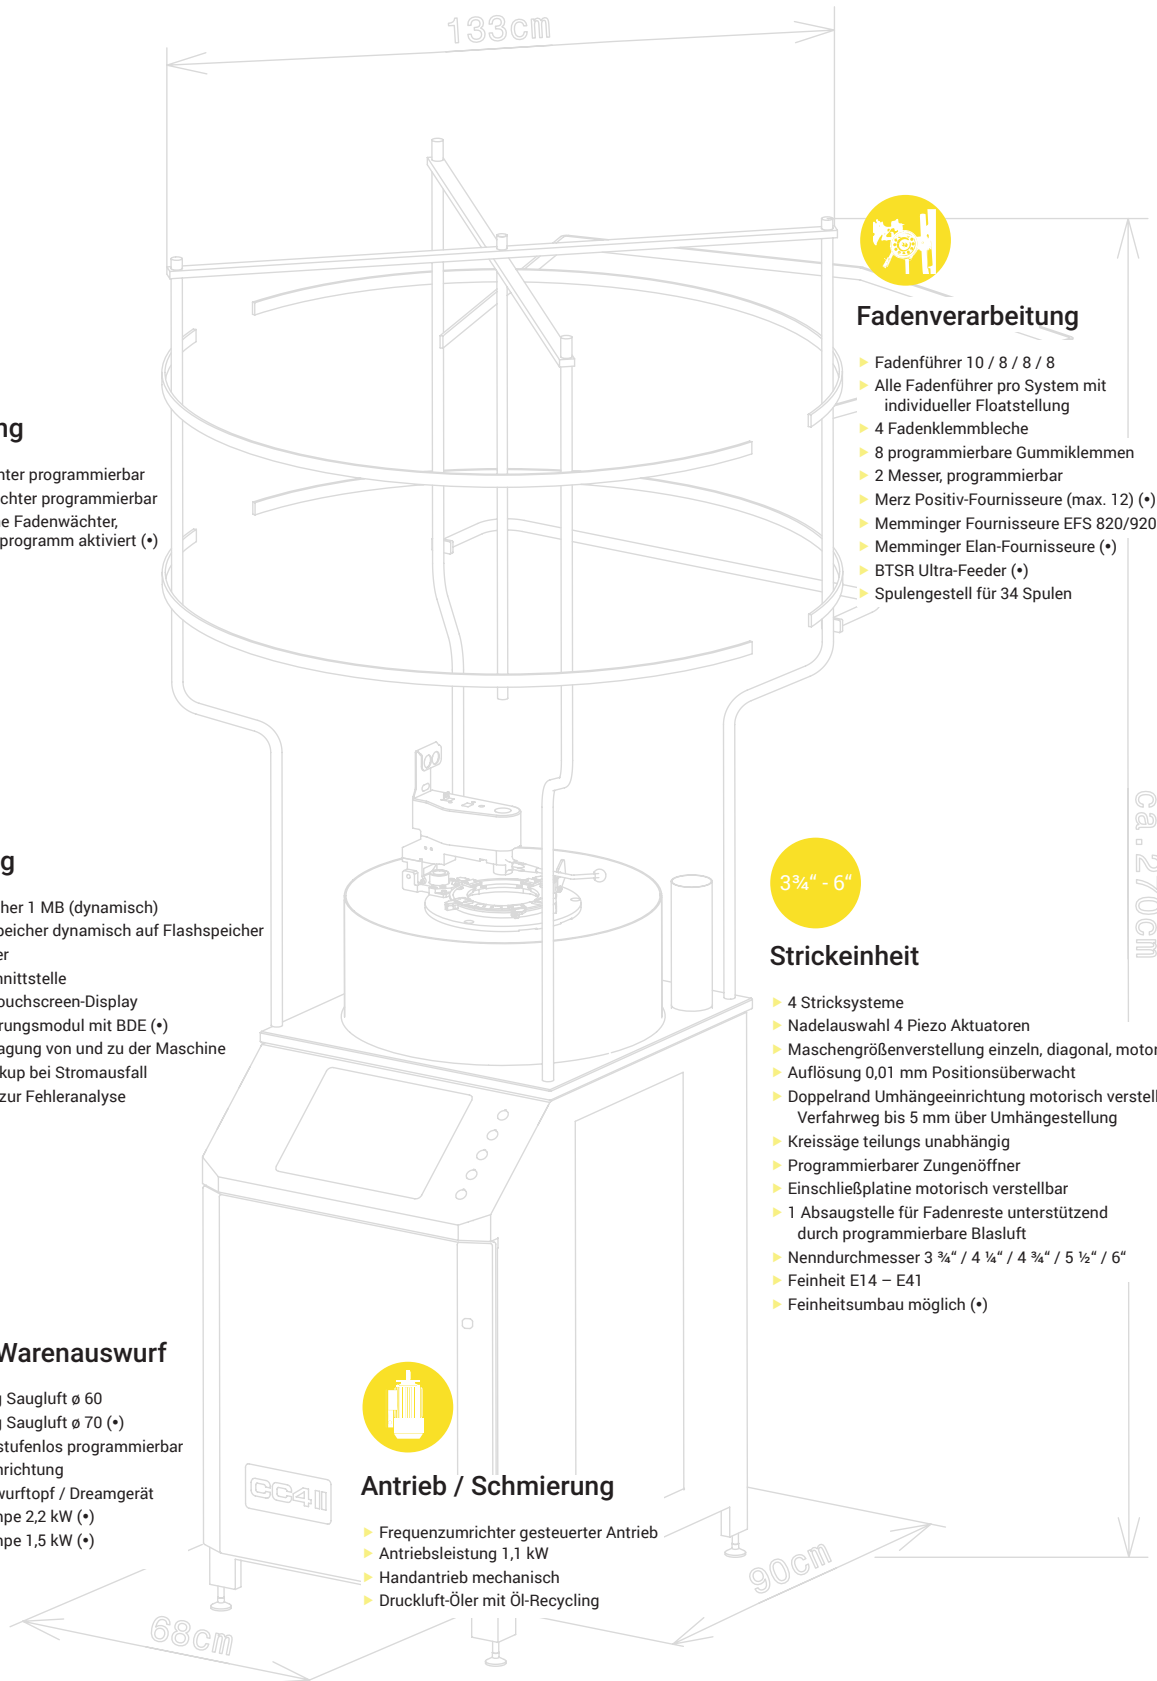 133cm
Fadenverarbeitung
Fadenführer 10 / 8 / 8 / 8
Alle Fadenführer pro System mit
individueller Floatstellung
4 Fadenklemmbleche
8 programmierbare Gummiklemmen
2 Messer, programmierbar
Merz Positiv-Fournisseure (max. 12) (•)
Memminger Fournisseure EFS 820/920
Memminger Elan-Fournisseure (•)
BTSR Ultra-Feeder (•)
Spulengestell für 34 Spulen
ng
nter programmierbar
chter programmierbar
e Fadenwächter,
programm aktiviert (•)
ca.270cm
g
her 1 MB (dynamisch)
peicher dynamisch auf Flashspeicher
er
nittstelle
ouchscreen-Display
rungsmodul mit BDE (•)
agung von und zu der Maschine
kup bei Stromausfall
zur Fehleranalyse
3¾“ - 6“
Strickeinheit
4 Stricksysteme
Nadelauswahl 4 Piezo Aktuatoren
Maschengrößenverstellung einzeln, diagonal, motor
Auflösung 0,01 mm Positionsüberwacht
Doppelrand Umhängeeinrichtung motorisch verstell
Verfahrweg bis 5 mm über Umhängestellung
Kreissäge teilungs unabhängig
Programmierbarer Zungenöffner
Einschließplatine motorisch verstellbar
1 Absaugstelle für Fadenreste unterstützend
durch programmierbare Blasluft
Nenndurchmesser 3 ¾“ / 4 ¼“ / 4 ¾“ / 5 ½“ / 6“
Feinheit E14 – E41
Feinheitsumbau möglich (•)
Warenauswurf
g Saugluft ø 60
g Saugluft ø 70 (•)
stufenlos programmierbar
nrichtung
wurftopf / Dreamgerät
npe 2,2 kW (•)
npe 1,5 kW (•)
CC4II
Antrieb / Schmierung
Frequenzumrichter gesteuerter Antrieb
Antriebsleistung 1,1 kW
Handantrieb mechanisch
Druckluft-Öler mit Öl-Recycling
68cm
90cm